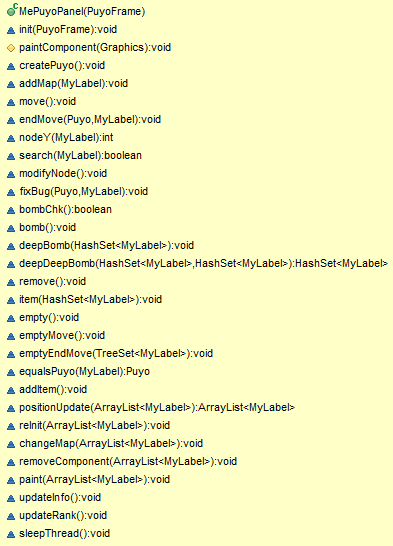 C MePuyoPanel(PuyoFrame)
init(PuyoFrame):void
paintComponent(Graphics):void
createPuyo():void
addMap(MyLabel):void
move():void
endMove(Puyo,MyLabel):void
nodeY(MyLabel):int
search(MyLabel):boolean
modifyNode():void
fixBug(Puyo,MyLabel):void
bombChk():boolean
bomb():void
deepBomb(HashSet<MyLabel>):void
deepDeepBomb(HashSet<MyLabel>,HashSet<MyLabel>):HashSet<MyLabel>
remove():void
item(HashSet<MyLabel>):void
empty():void
emptyMove():void
emptyEndMove(TreeSet<MyLabel>):void
equalsPuyo(MyLabel):Puyo
addItem():void
positionUpdate(ArrayList<MyLabel>):ArrayList<MyLabel>
reInit(ArrayList<MyLabel>):void
changeMap(ArrayList<MyLabel>):void
removeComponent(ArrayList<MyLabel>):void
paint(ArrayList<MyLabel>):void
updateInfo():void
updateRank():void
sleepThread():void